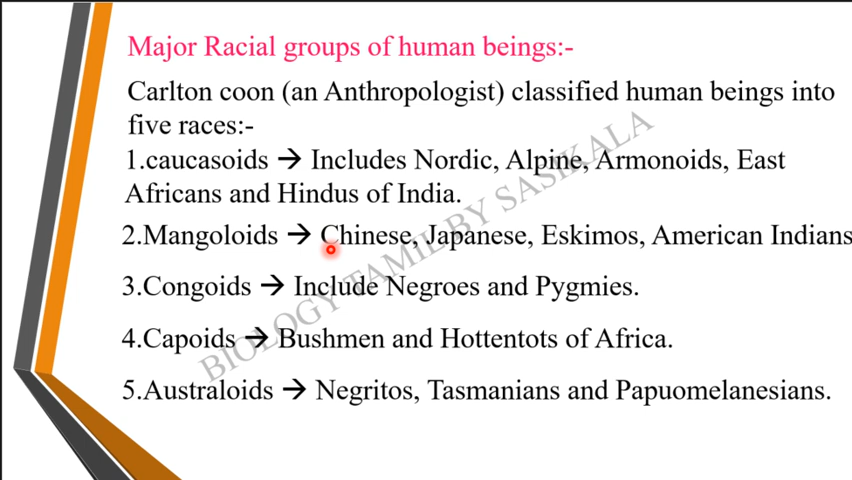 Major Racial groups of human beings:-
Carlton coon (an Anthropologist) classified human beings into
five races:-
1.caucasoids → Includes Nordic, Alpine, Armonoids, East
Africans and Hindus of India.
2.Mangoloids → Chinese, Japanese, Eskimos, American Indians
3.Congoids → Include Negroes and Pygmies.
4.Capoids → Bushmen and Hottentots of Africa.
5.Australoids → Negritos, Tasmanians and Papuomelanesians.
BIOLOGY TAMIL BY SASIKALA